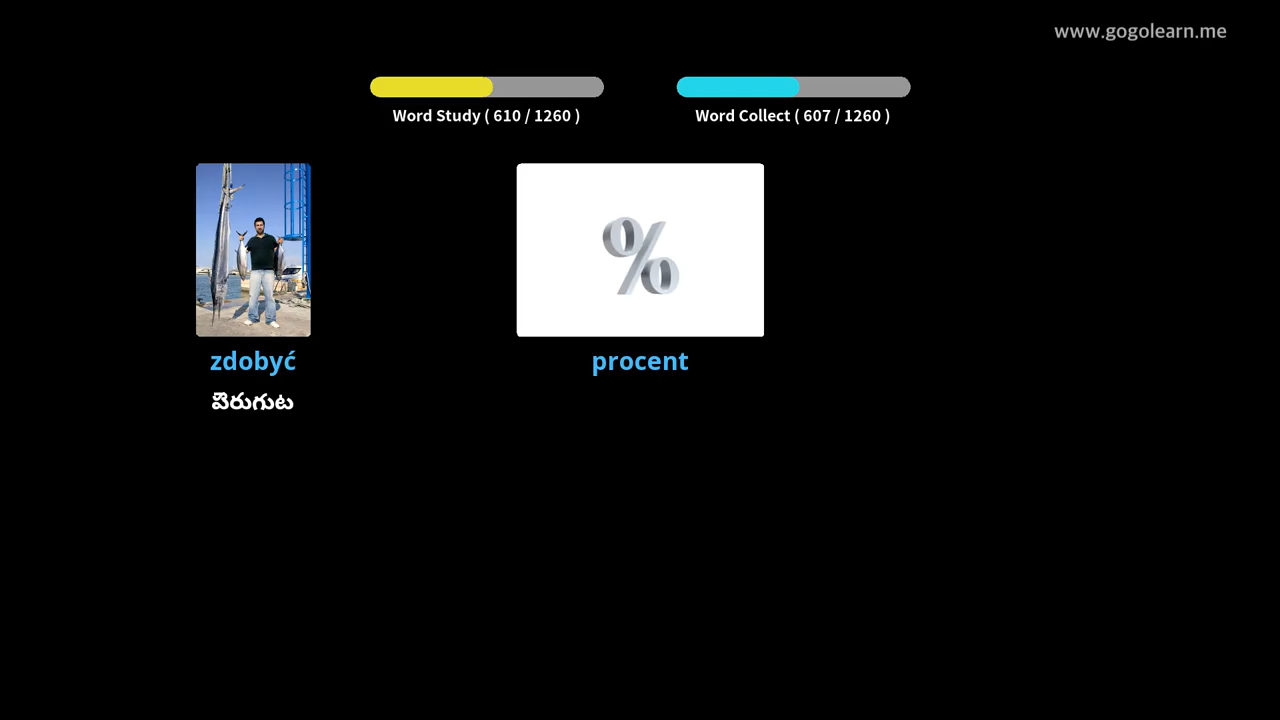 www.gogolearn.me
Word Study ( 610 / 1260 )
Word Collect ( 607 / 1260 )
zdobyć
procent
పెరుగుట